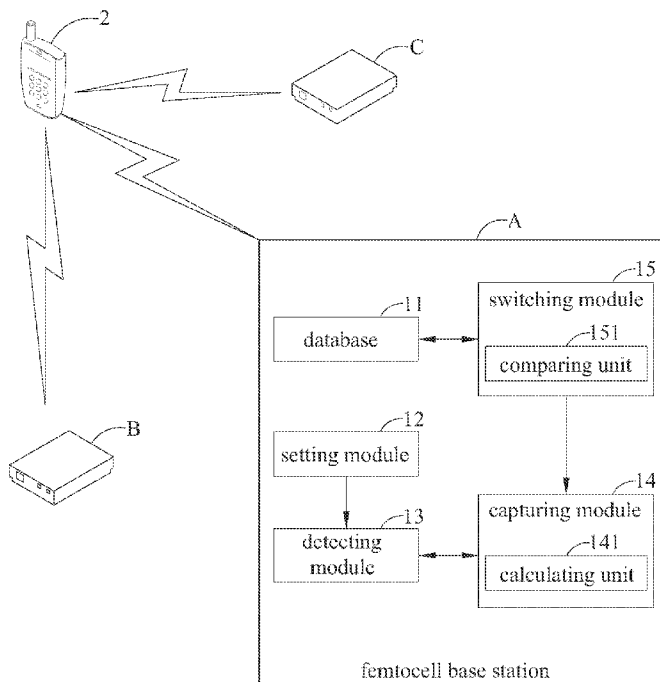 2
C
A
15
switching module
11
151
database
comparing unit
B
12
setting module
14
13
capturing module
detecting
module
141
calculating unit
femtocell base station